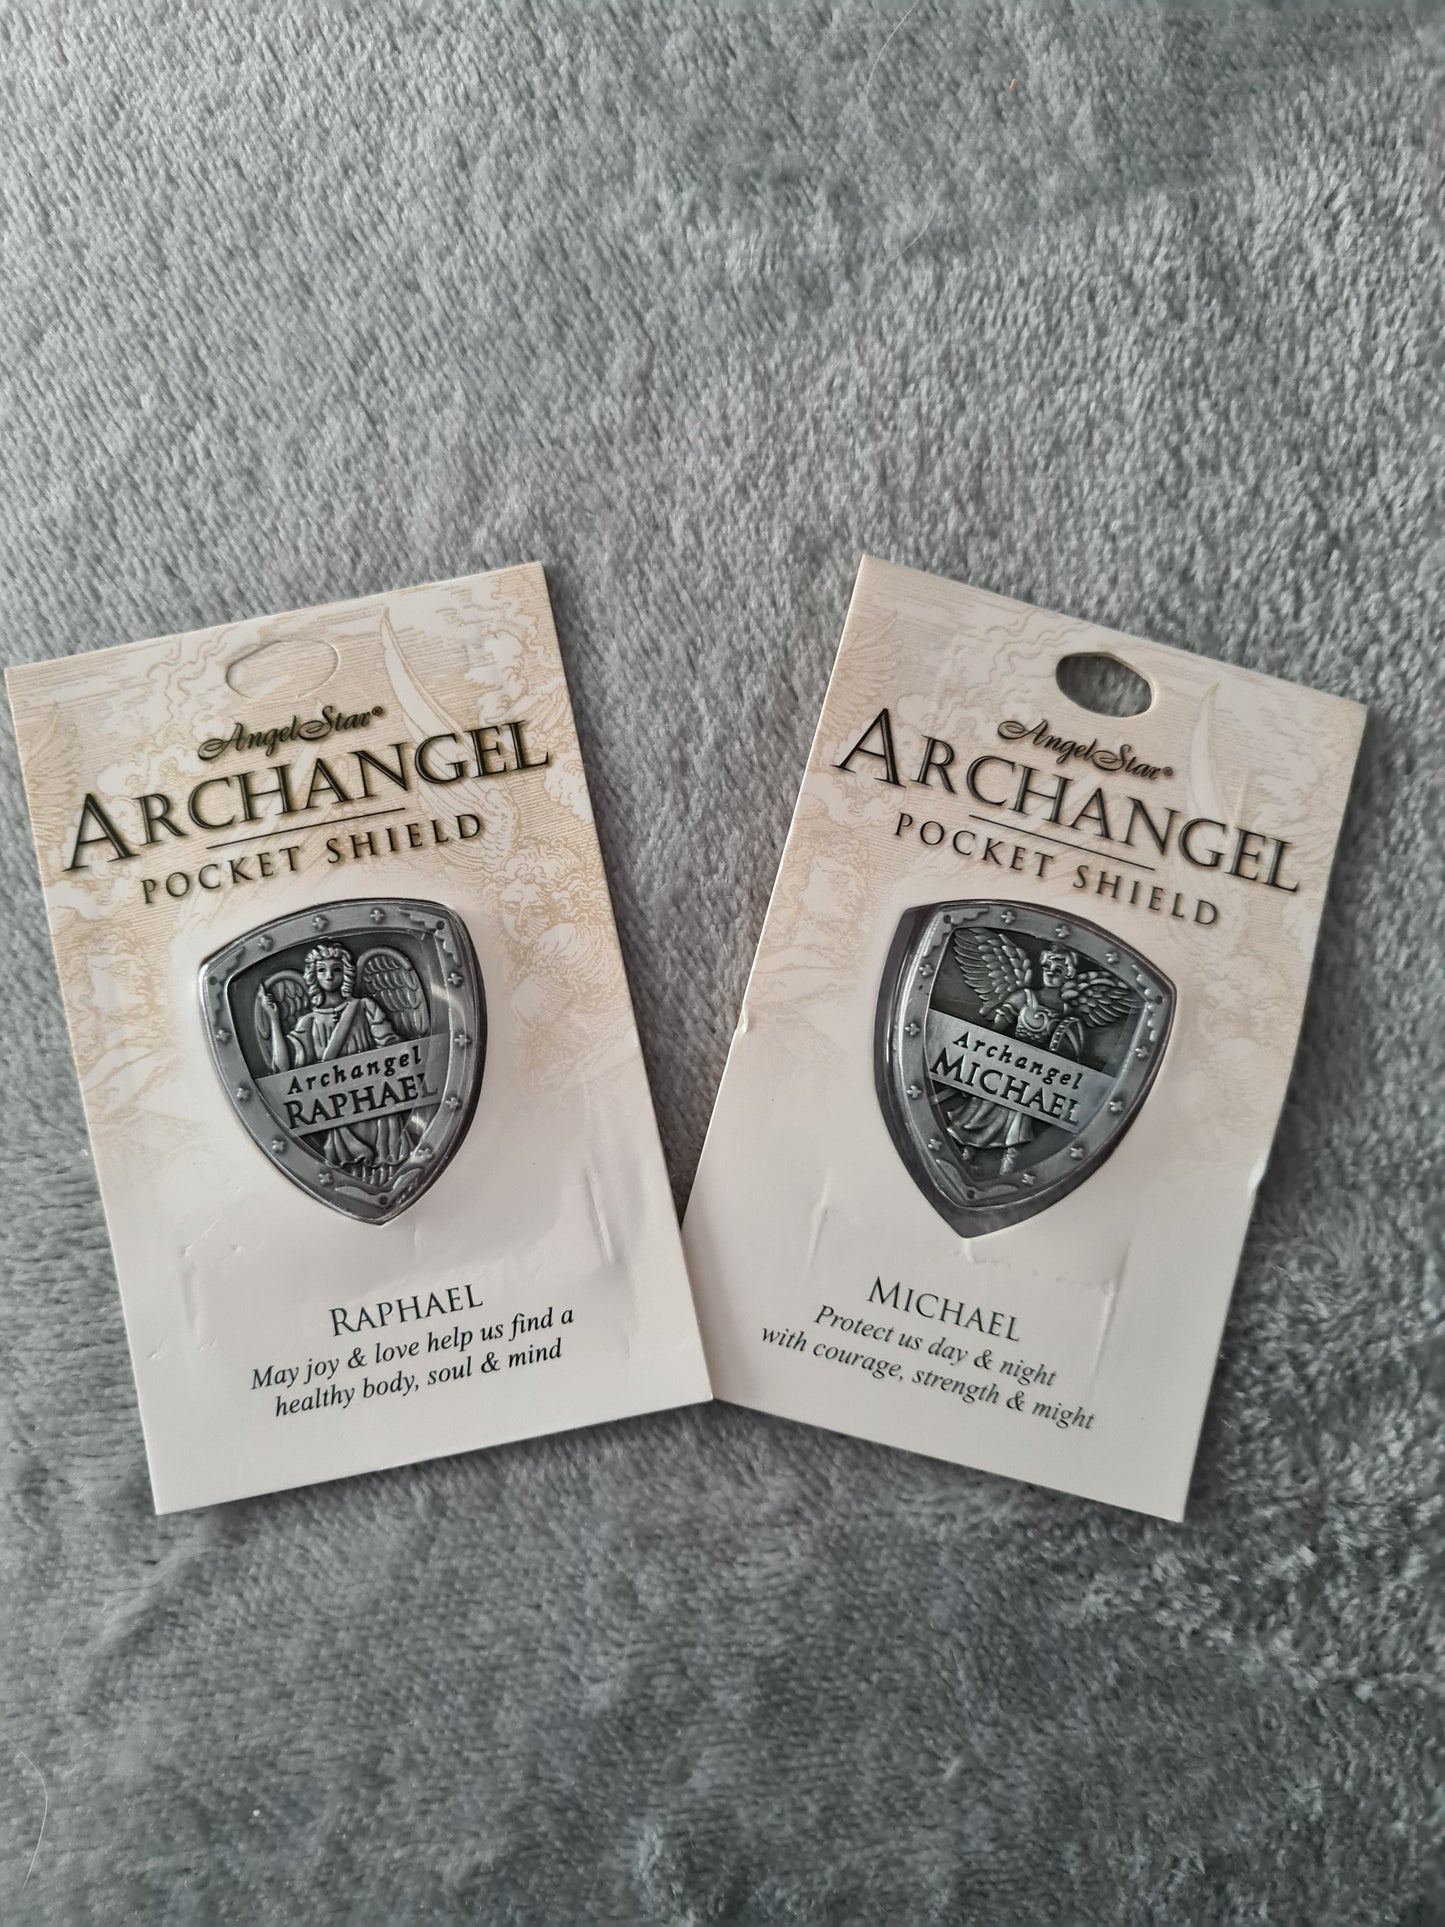 AngelStar®
ARCHANGEL
POCKET SHIELD
Archangel
RAPHAEL
RAPHAEL
May joy & love help us find a
healthy body, soul & mind
AngelStar®
ARCHANGEL
POCKET SHIELD
Archangel
MICHAEL
MICHAEL
Protect us day & night
with courage, strength & might